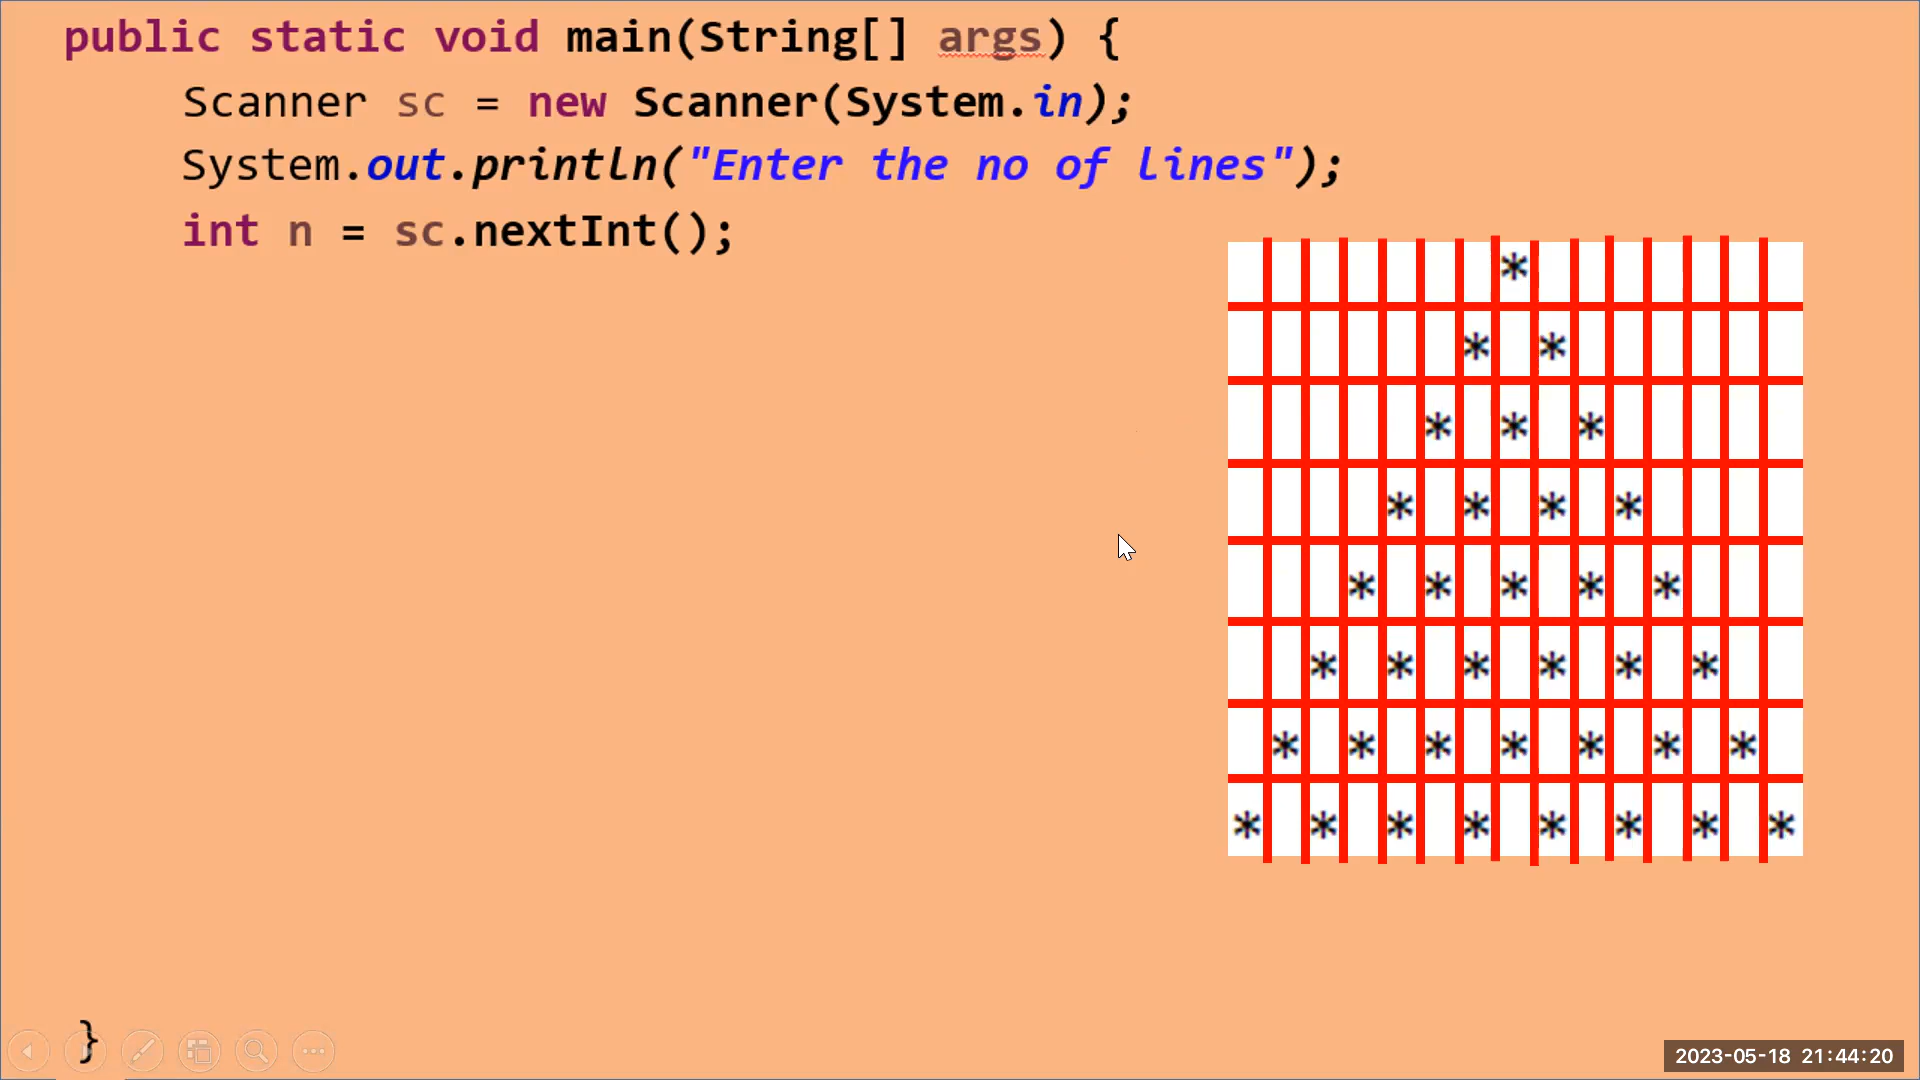 public static void main(String[] args) {
Scanner sc = new Scanner(System.in);
System.out.println("Enter the no of lines");
int n = sc.nextInt();
*
* *
* * *
* * * *
* * * * *
* * * * * *
* * * * * * *
* * * * * * * *
}
2023-05-18 21:44:20